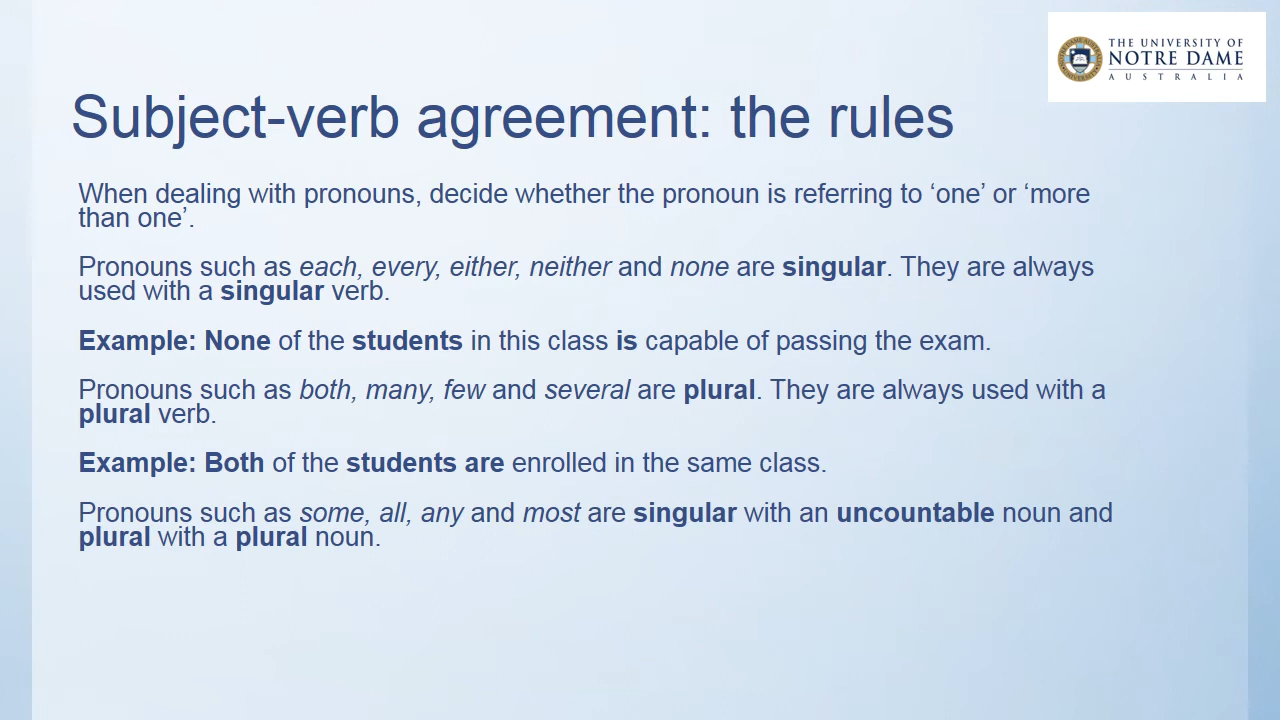 THE UNIVERSITY OF
NOTRE DAME
AUSTRALIA
Subject-verb agreement: the rules
When dealing with pronouns, decide whether the pronoun is referring to ‘one’ or ‘more
than one’.
Pronouns such as each, every, either, neither and none are singular. They are always
used with a singular verb.
Example: None of the students in this class is capable of passing the exam.
Pronouns such as both, many, few and several are plural. They are always used with a
plural verb.
Example: Both of the students are enrolled in the same class.
Pronouns such as some, all, any and most are singular with an uncountable noun and
plural with a plural noun.